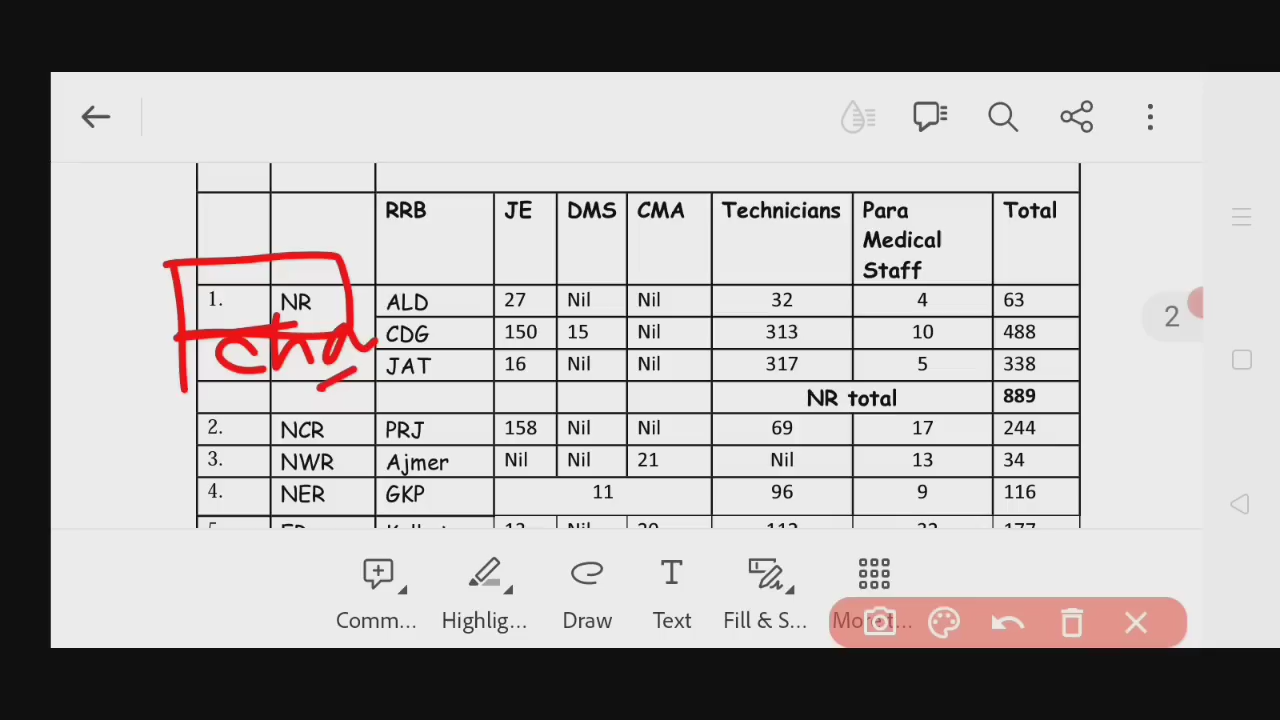 RRB JE DMS CMA Technicians Para Medical Staff Total
1. NR ALD 27 Nil Nil 32 4 63
CDG 150 15 Nil 313 10 488
chd
JAT 16 Nil Nil 317 5 338
NR total 889
2. NCR PRJ 158 Nil Nil 69 17 244
3. NWR Ajmer Nil Nil 21 Nil 13 34
4. NER GKP 11 96 9 116
2
Comm... Highlig... Draw Text Fill & S... More t...